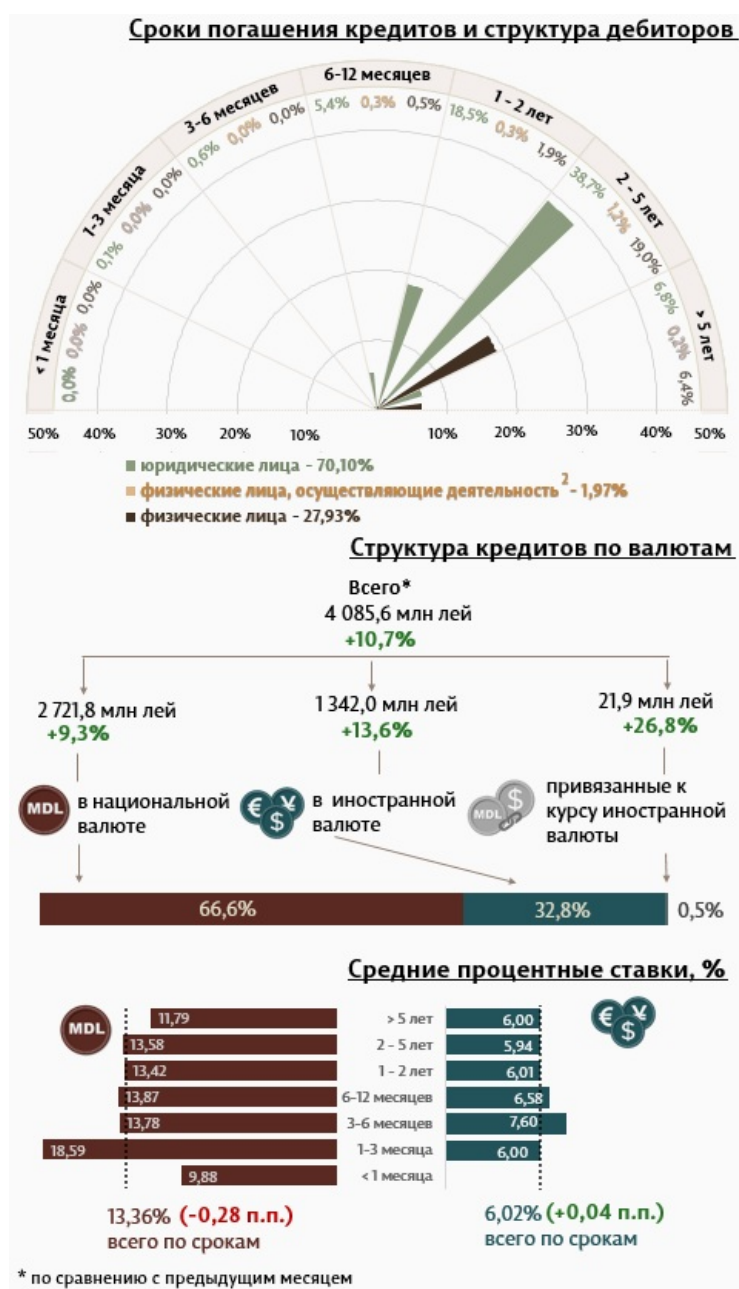 Сроки погашения кредитов и структура дебиторов
< 1 месяца
0,0% 0,0% 0,0%
1-3 месяца
0,1% 0,0% 0,0%
3-6 месяцев
0,6% 0,0% 0,0%
6-12 месяцев
5,4% 0,3% 0,5%
1 - 2 лет
18,5% 0,3% 1,9%
2 - 5 лет
38,7% 1,2% 19,0%
> 5 лет
6,8% 0,2% 6,4%
50% 40% 30% 20% 10% 10% 20% 30% 40% 50%
юридические лица - 70,10%
физические лица, осуществляющие деятельность 2 - 1,97%
физические лица - 27,93%
Структура кредитов по валютам
Всего*
4 085,6 млн лей
+10,7%
2 721,8 млн лей
+9,3%
1 342,0 млн лей
+13,6%
21,9 млн лей
+26,8%
MDL
в национальной
валюте
€ ¥ $
в иностранной
валюте
MDL $
привязанные к
курсу иностранной
валюты
66,6% 32,8% 0,5%
Средние процентные ставки, %
MDL
€ ¥ $
11,79 > 5 лет 6,00
13,58 2 - 5 лет 5,94
13,42 1 - 2 лет 6,01
13,87 6-12 месяцев 6,58
13,78 3-6 месяцев 7,60
18,59 1-3 месяца 6,00
9,88 < 1 месяца
13,36% (-0,28 п.п.)
всего по срокам
6,02% (+0,04 п.п.)
всего по срокам
* по сравнению с предыдущим месяцем